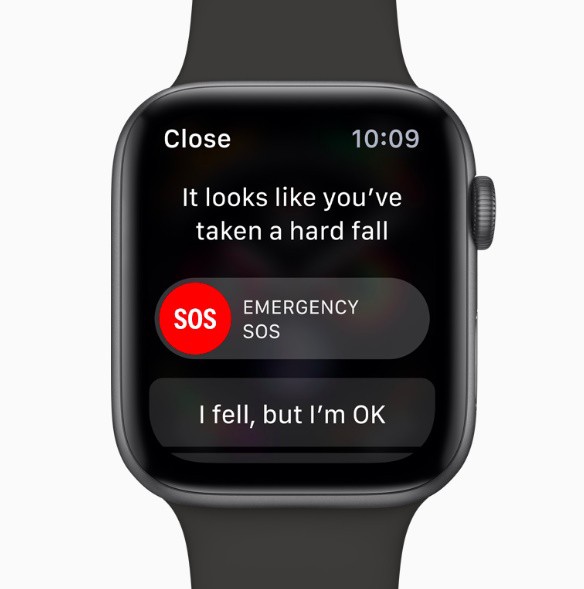 Close
10:09
It looks like you've
taken a hard fall
SOS
EMERGENCY
SOS
I fell, but I'm OK